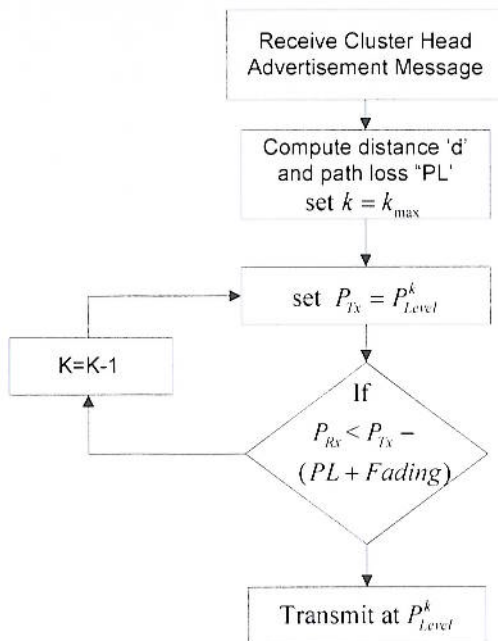 Receive Cluster Head
Advertisement Message
Compute distance 'd'
and path loss "PL'
set k = k_max
set P_Tx = P^k_Level
K=K-1
If
P_Rx < P_Tx −
(PL + Fading)
Transmit at P^k_Level